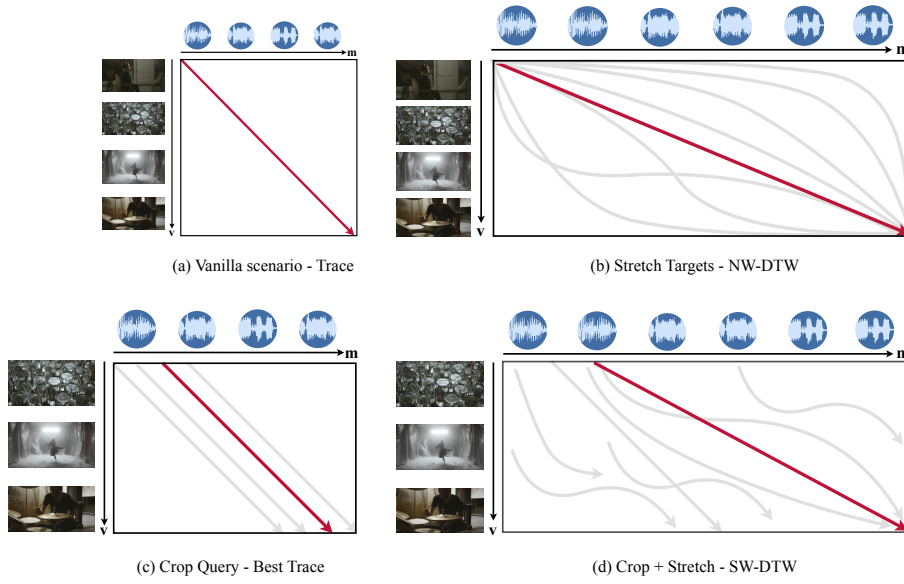 m
v
(a) Vanilla scenario - Trace
m
v
(b) Stretch Targets - NW-DTW
m
v
(c) Crop Query - Best Trace
m
v
(d) Crop + Stretch - SW-DTW